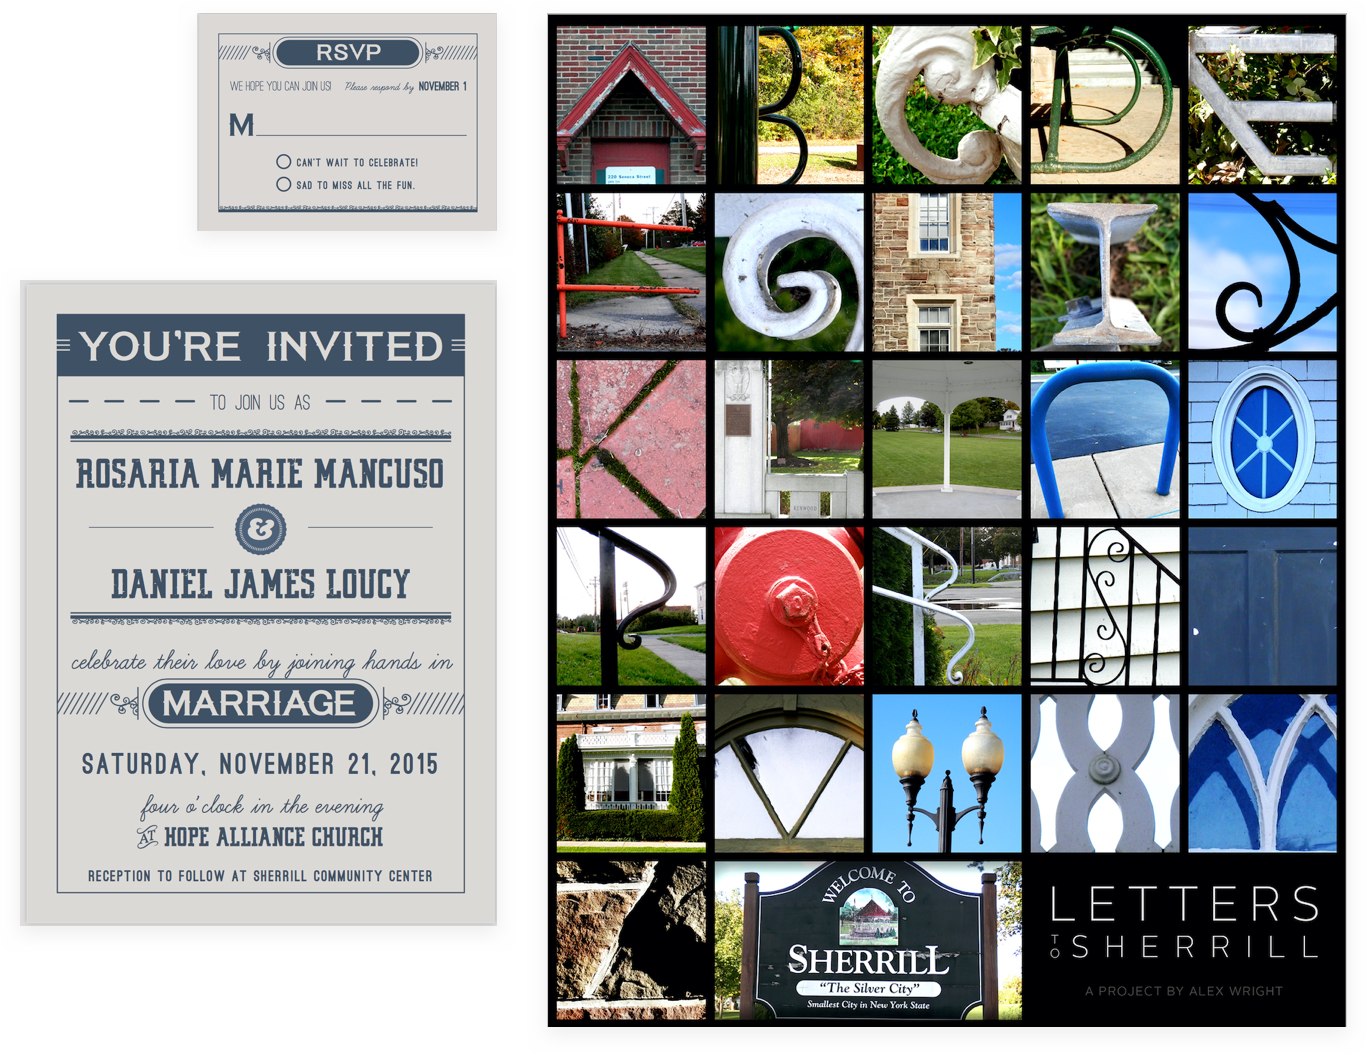 RSVP
WE HOPE YOU CAN JOIN US! Please respond by NOVEMBER 1
M
CAN'T WAIT TO CELEBRATE!
SAD TO MISS ALL THE FUN.
YOU'RE INVITED
TO JOIN US AS
ROSARIA MARIE MANCUSO
&
DANIEL JAMES LOUCY
celebrate their love by joining hands in
MARRIAGE
SATURDAY, NOVEMBER 21, 2015
four o'clock in the evening
AT HOPE ALLIANCE CHURCH
RECEPTION TO FOLLOW AT SHERRILL COMMUNITY CENTER
220 Seneca Street
KENWOOD
WELCOME TO
SHERRILL
"The Silver City"
Smallest City in New York State
LETTERS
TO SHERRILL
A PROJECT BY ALEX WRIGHT